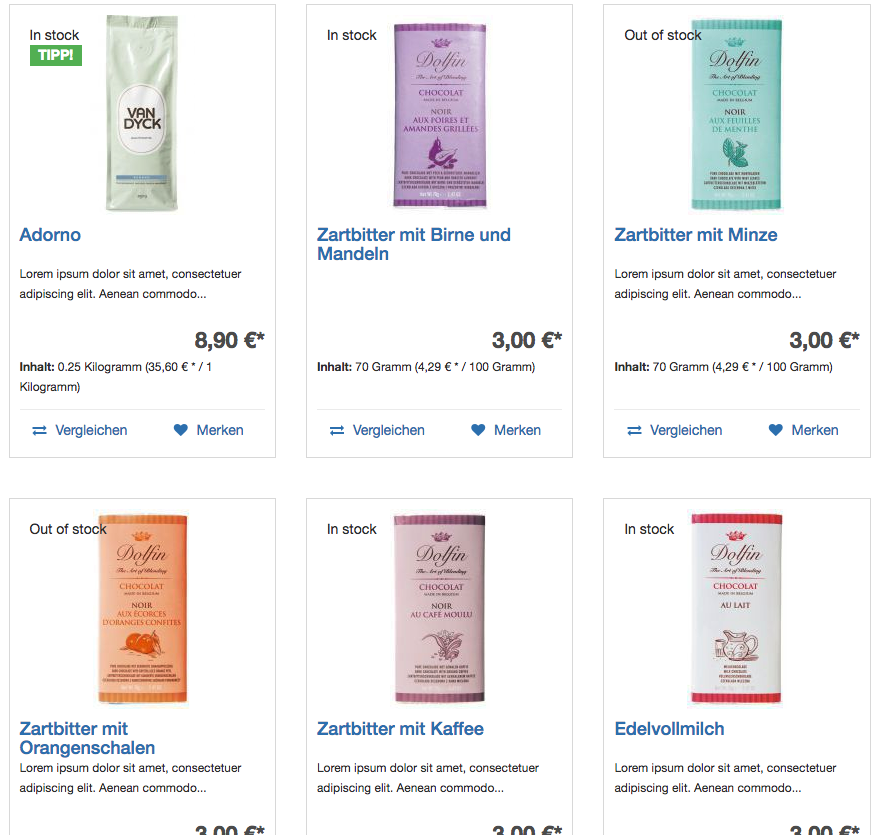 In stock
TIPP!
VAN
DYCK
Adorno
Lorem ipsum dolor sit amet, consectetuer
adipiscing elit. Aenean commodo...
8,90 €*
Inhalt: 0.25 Kilogramm (35,60 € * / 1
Kilogramm)
Vergleichen
Merken
In stock
Dolfin
The Art of Blending
CHOCOLAT
MADE IN BELGIUM
NOIR
AUX POIRES ET
AMANDES GRILLÉES
Zartbitter mit Birne und
Mandeln
3,00 €*
Inhalt: 70 Gramm (4,29 € * / 100 Gramm)
Vergleichen
Merken
Out of stock
Dolfin
The Art of Blending
CHOCOLAT
MADE IN BELGIUM
NOIR
AUX FEUILLES
DE MENTHE
Zartbitter mit Minze
Lorem ipsum dolor sit amet, consectetuer
adipiscing elit. Aenean commodo...
3,00 €*
Inhalt: 70 Gramm (4,29 € * / 100 Gramm)
Vergleichen
Merken
Out of stock
Dolfin
The Art of Blending
CHOCOLAT
MADE IN BELGIUM
NOIR
AUX ÉCORCES
D'ORANGES CONFITES
Zartbitter mit
Orangenschalen
Lorem ipsum dolor sit amet, consectetuer
adipiscing elit. Aenean commodo...
3,00 €*
In stock
Dolfin
The Art of Blending
CHOCOLAT
MADE IN BELGIUM
NOIR
AU CAFÉ MOULU
Zartbitter mit Kaffee
Lorem ipsum dolor sit amet, consectetuer
adipiscing elit. Aenean commodo...
3,00 €*
In stock
Dolfin
The Art of Blending
CHOCOLAT
MADE IN BELGIUM
AU LAIT
Edelvollmilch
Lorem ipsum dolor sit amet, consectetuer
adipiscing elit. Aenean commodo...
3,00 €*